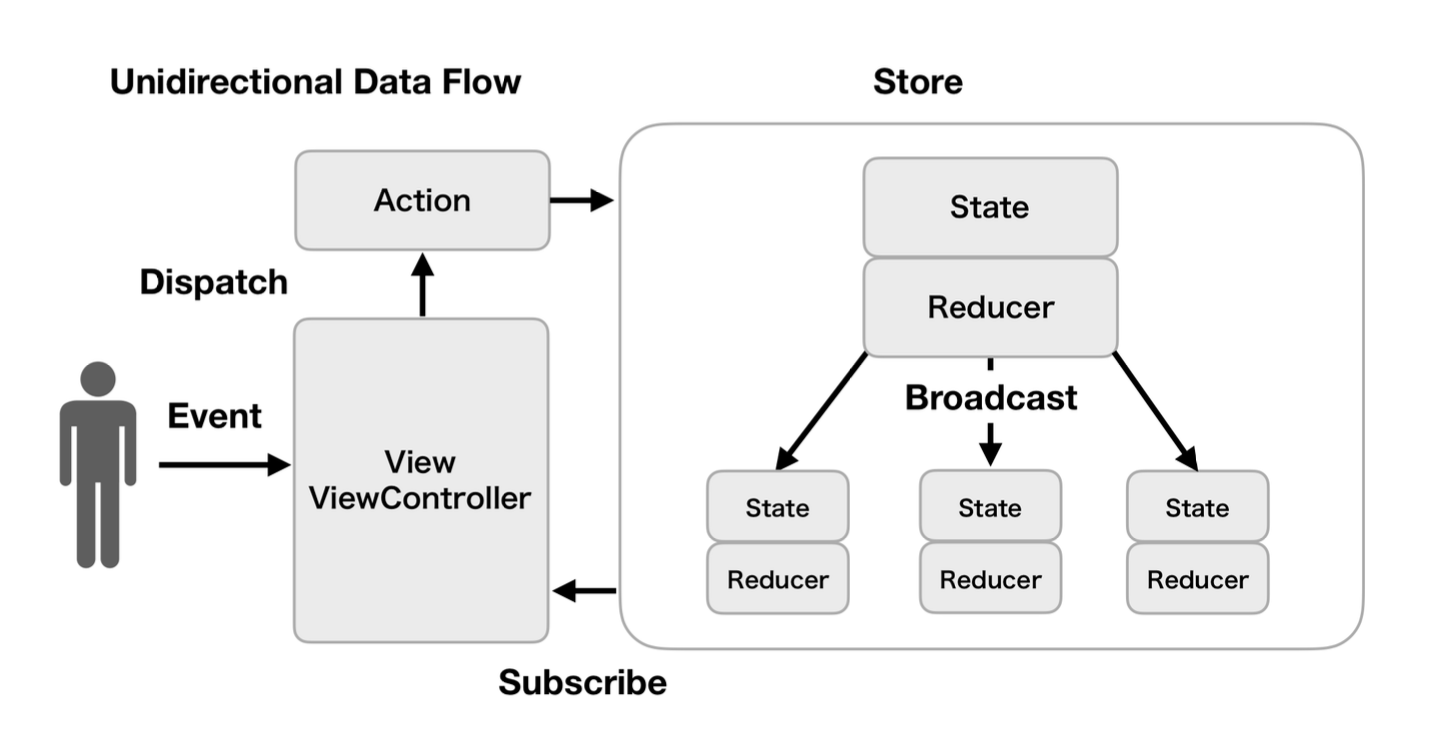 Unidirectional Data Flow
Store
Action
State
Dispatch
Reducer
Event
Broadcast
View
ViewController
State
State
State
Reducer
Reducer
Reducer
Subscribe